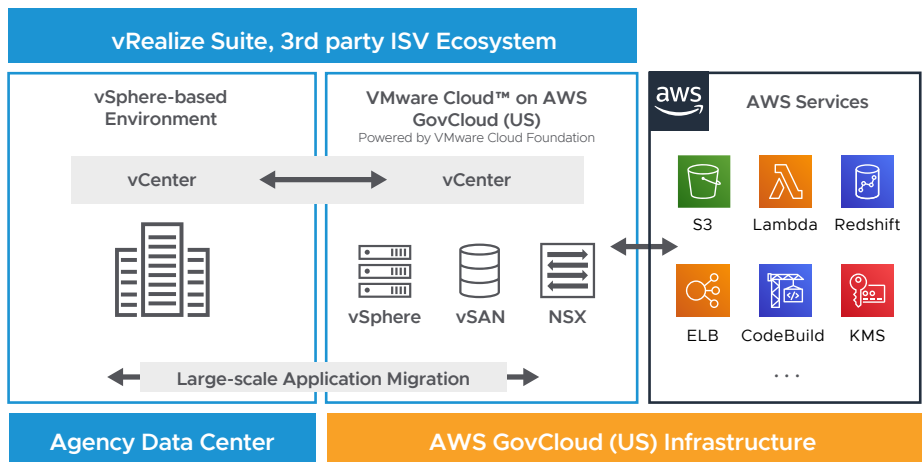 vRealize Suite, 3rd party ISV Ecosystem
vSphere-based
Environment
VMware Cloud™ on AWS
GovCloud (US)
Powered by VMware Cloud Foundation
aws
AWS Services
vCenter
vCenter
S3
Lambda
Redshift
vSphere
vSAN
NSX
ELB
CodeBuild
KMS
...
Large-scale Application Migration
Agency Data Center
AWS GovCloud (US) Infrastructure